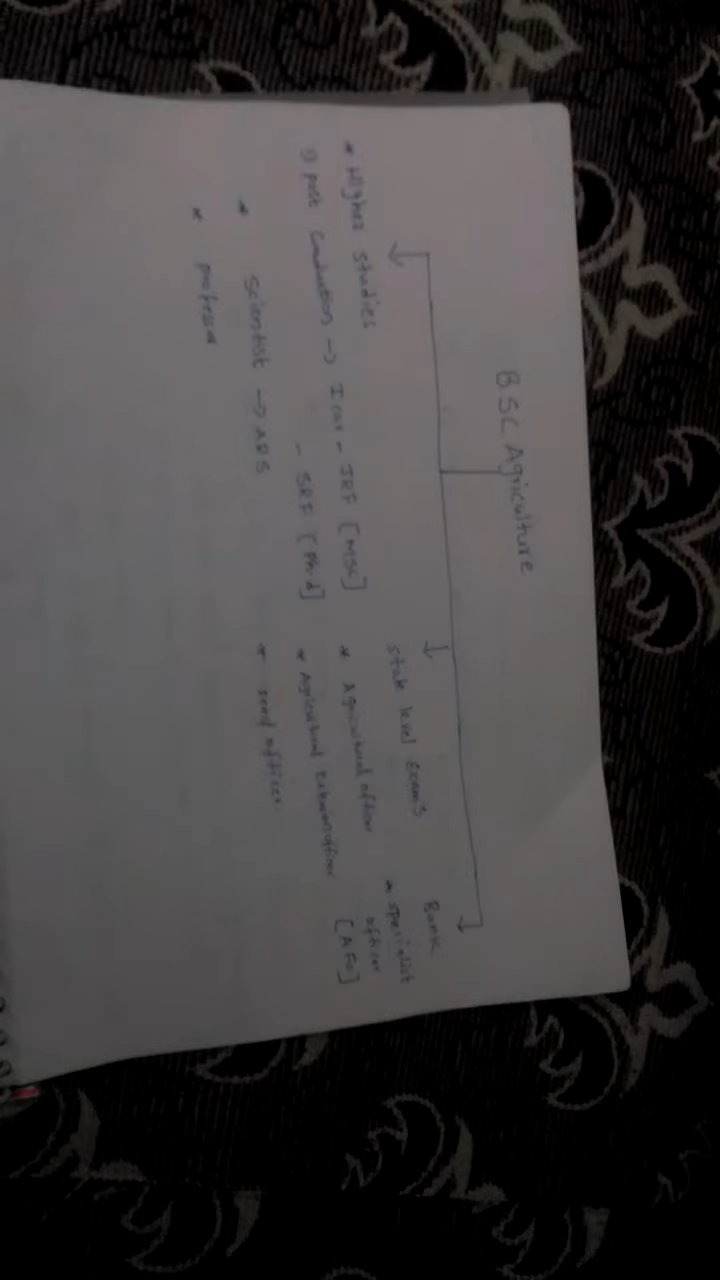 BSC Agriculture
* Higher studies
1) post Graduation -> Icar - JRF [MSC]
- SRF [Ph.d]
* Scientist -> ARS
* professor
state level Exam's
* Agricultural officer
* Agricultural Extension officer
* seed officer
Bank
* specialist
officer
[AFO]